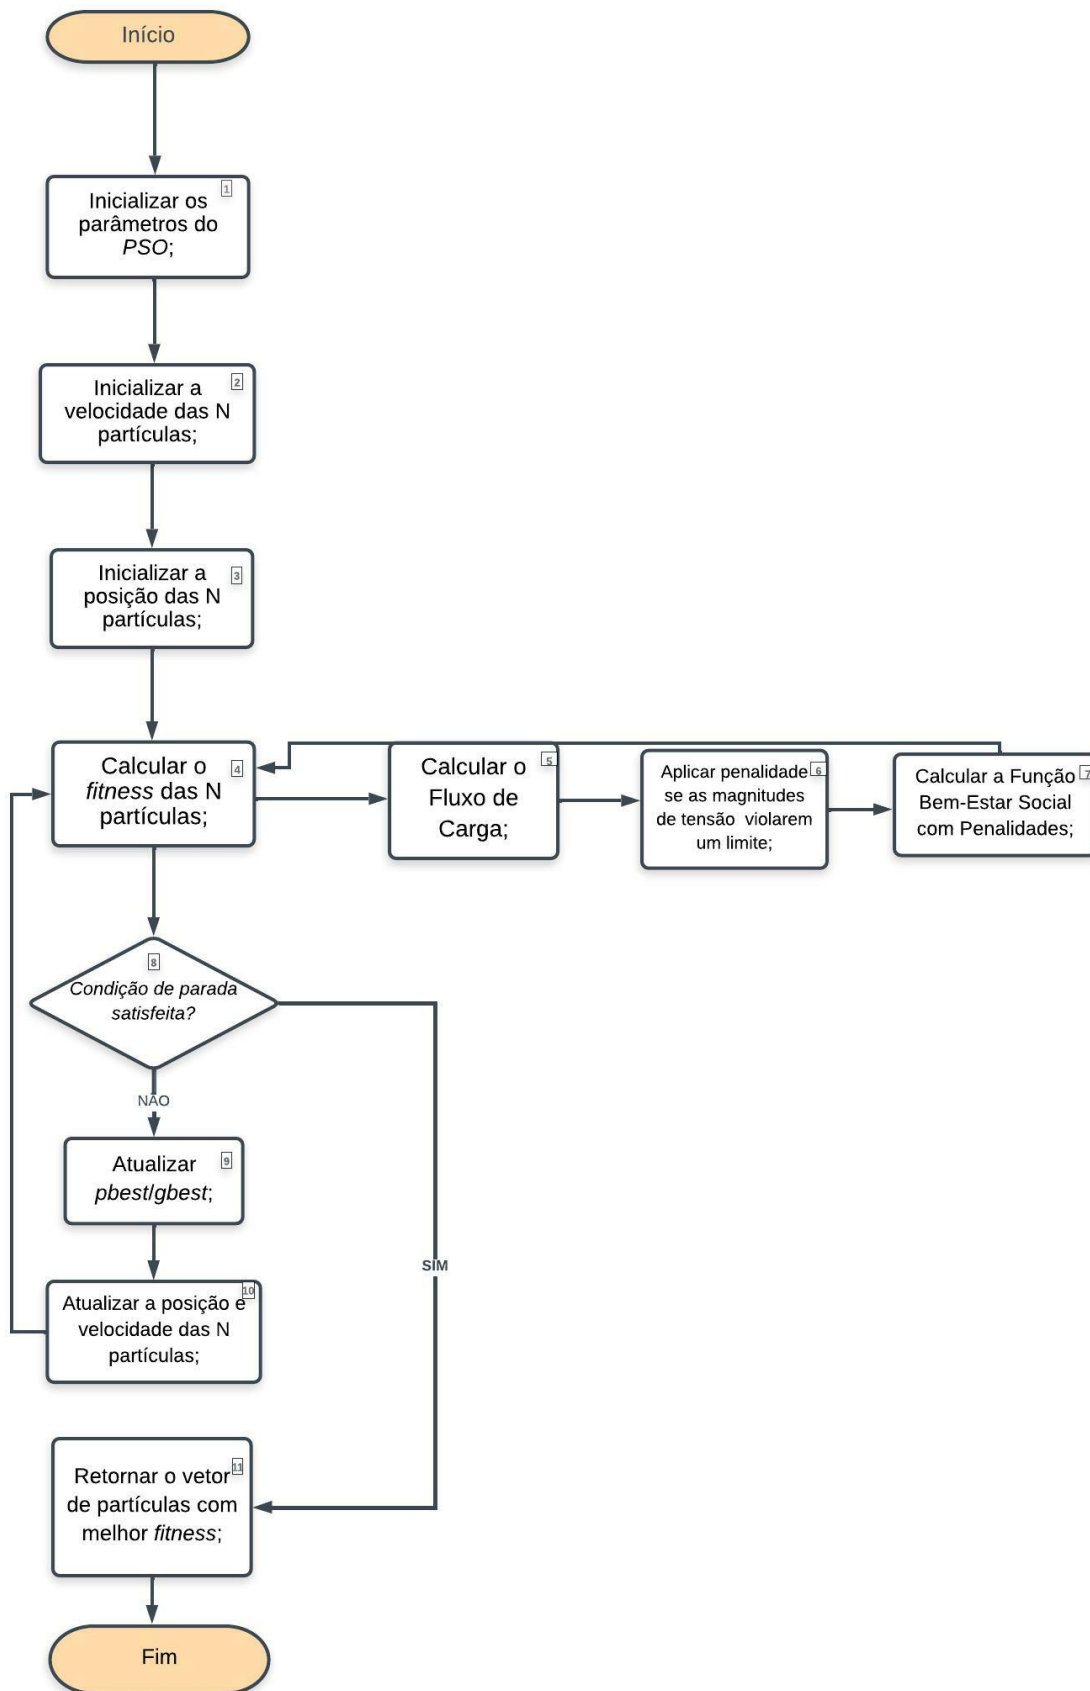 Início
1
Inicializar os
parâmetros do
PSO;
2
Inicializar a
velocidade das N
partículas;
3
Inicializar a
posição das N
partículas;
4
Calcular o
fitness das N
partículas;
5
Calcular o
Fluxo de
Carga;
6
Aplicar penalidade
se as magnitudes
de tensão violarem
um limite;
7
Calcular a Função
Bem-Estar Social
com Penalidades;
8
Condição de parada
satisfeita?
NÃO
SIM
9
Atualizar
pbest/gbest;
10
Atualizar a posição e
velocidade das N
partículas;
11
Retornar o vetor
de partículas com
melhor fitness;
Fim